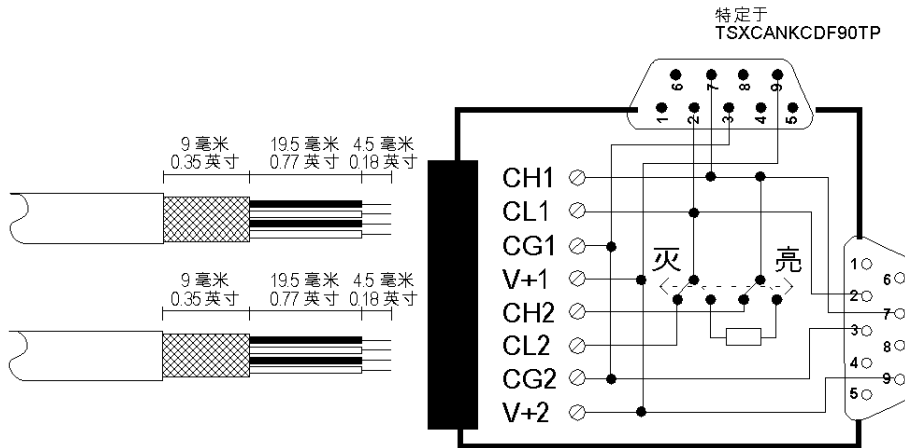 特定于
TSXCANKCDF90TP
6 7 8 9
1 2 3 4 5
9 毫米 19.5 毫米 4.5 毫米
0.35 英寸 0.77 英寸 0.18 英寸
CH1
CL1
CG1
V+1
CH2
CL2
CG2
V+2
灭 亮
9 毫米 19.5 毫米 4.5 毫米
0.35 英寸 0.77 英寸 0.18 英寸
1
6
2
7
3
8
4
9
5